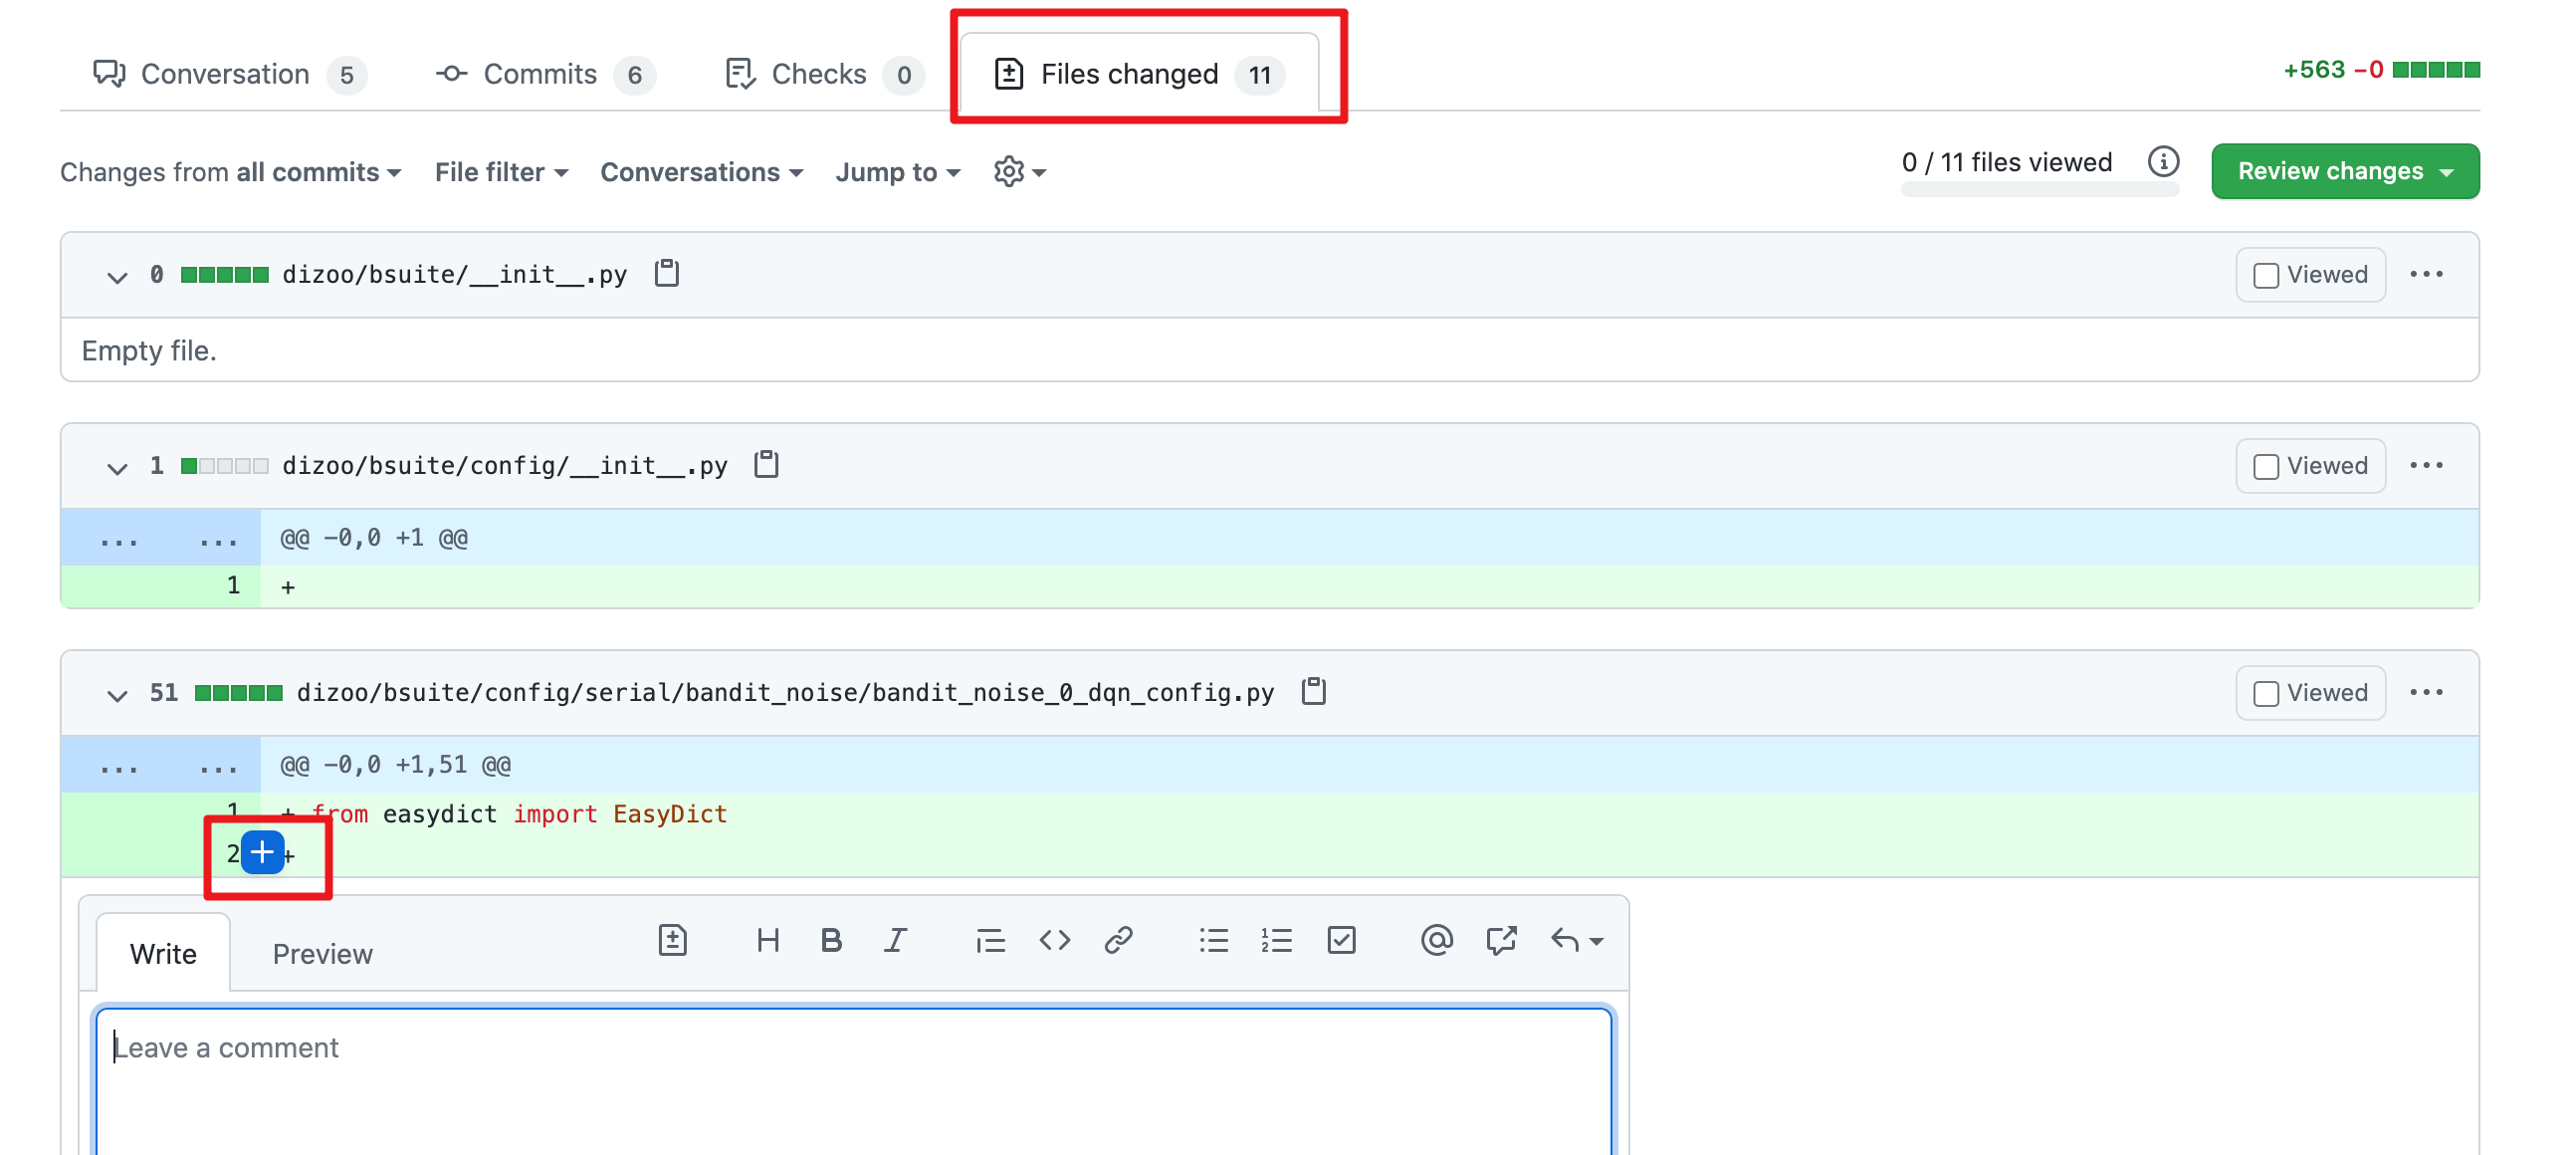 Conversation 5 Commits 6 Checks 0 Files changed 11 +563 −0
Changes from all commits File filter Conversations Jump to 0 / 11 files viewed Review changes
0 dizoo/bsuite/__init__.py Viewed
Empty file.
1 dizoo/bsuite/config/__init__.py Viewed
... ... @@ -0,0 +1 @@
1 +
51 dizoo/bsuite/config/serial/bandit_noise/bandit_noise_0_dqn_config.py Viewed
... ... @@ -0,0 +1,51 @@
1 + from easydict import EasyDict
2 +
Write Preview
Leave a comment